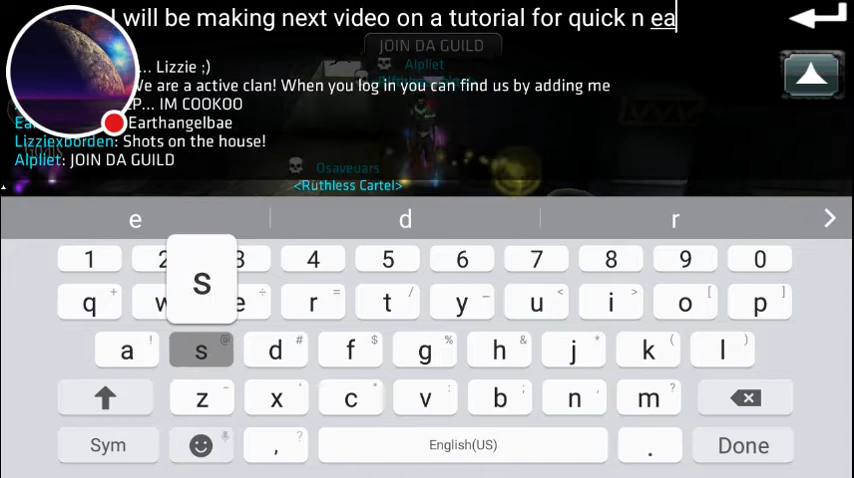 I will be making next video on a tutorial for quick n ea
JOIN DA GUILD
Alpliet
... Lizzie ;)
We are a active clan! When you log in you can find us by adding me
IM COOKOO
Earthangelbae
Lizziexborden: Shots on the house!
Alpliet: JOIN DA GUILD
Osaveuars
<Ruthless Cartel>
e d r
1 2 3 4 5 6 7 8 9 0
s
q + w e ÷ r = t / y _ u < i > o [ p ]
a ! s @ d # f $ g % h & j * k ( l )
z - x ' c " v : b ; n , m ?
Sym , ? English(US) . Done